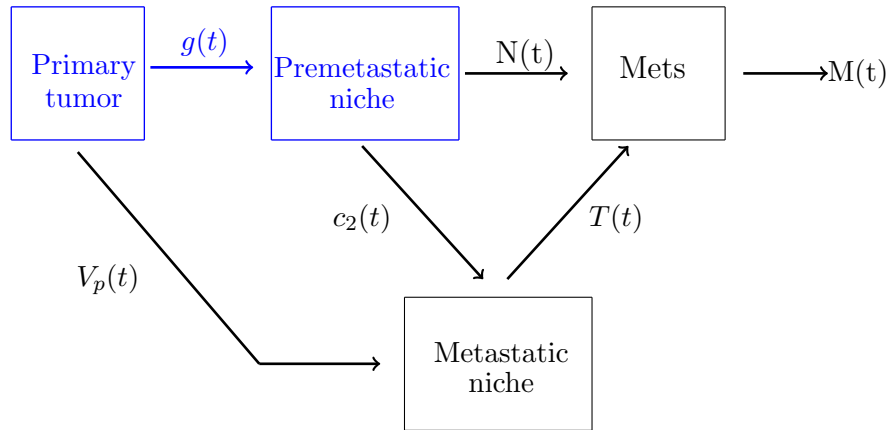 g(t)
Primary
tumor
Premetastatic
niche
N(t)
Mets
M(t)
c₂(t)
T(t)
Vₚ(t)
Metastatic
niche